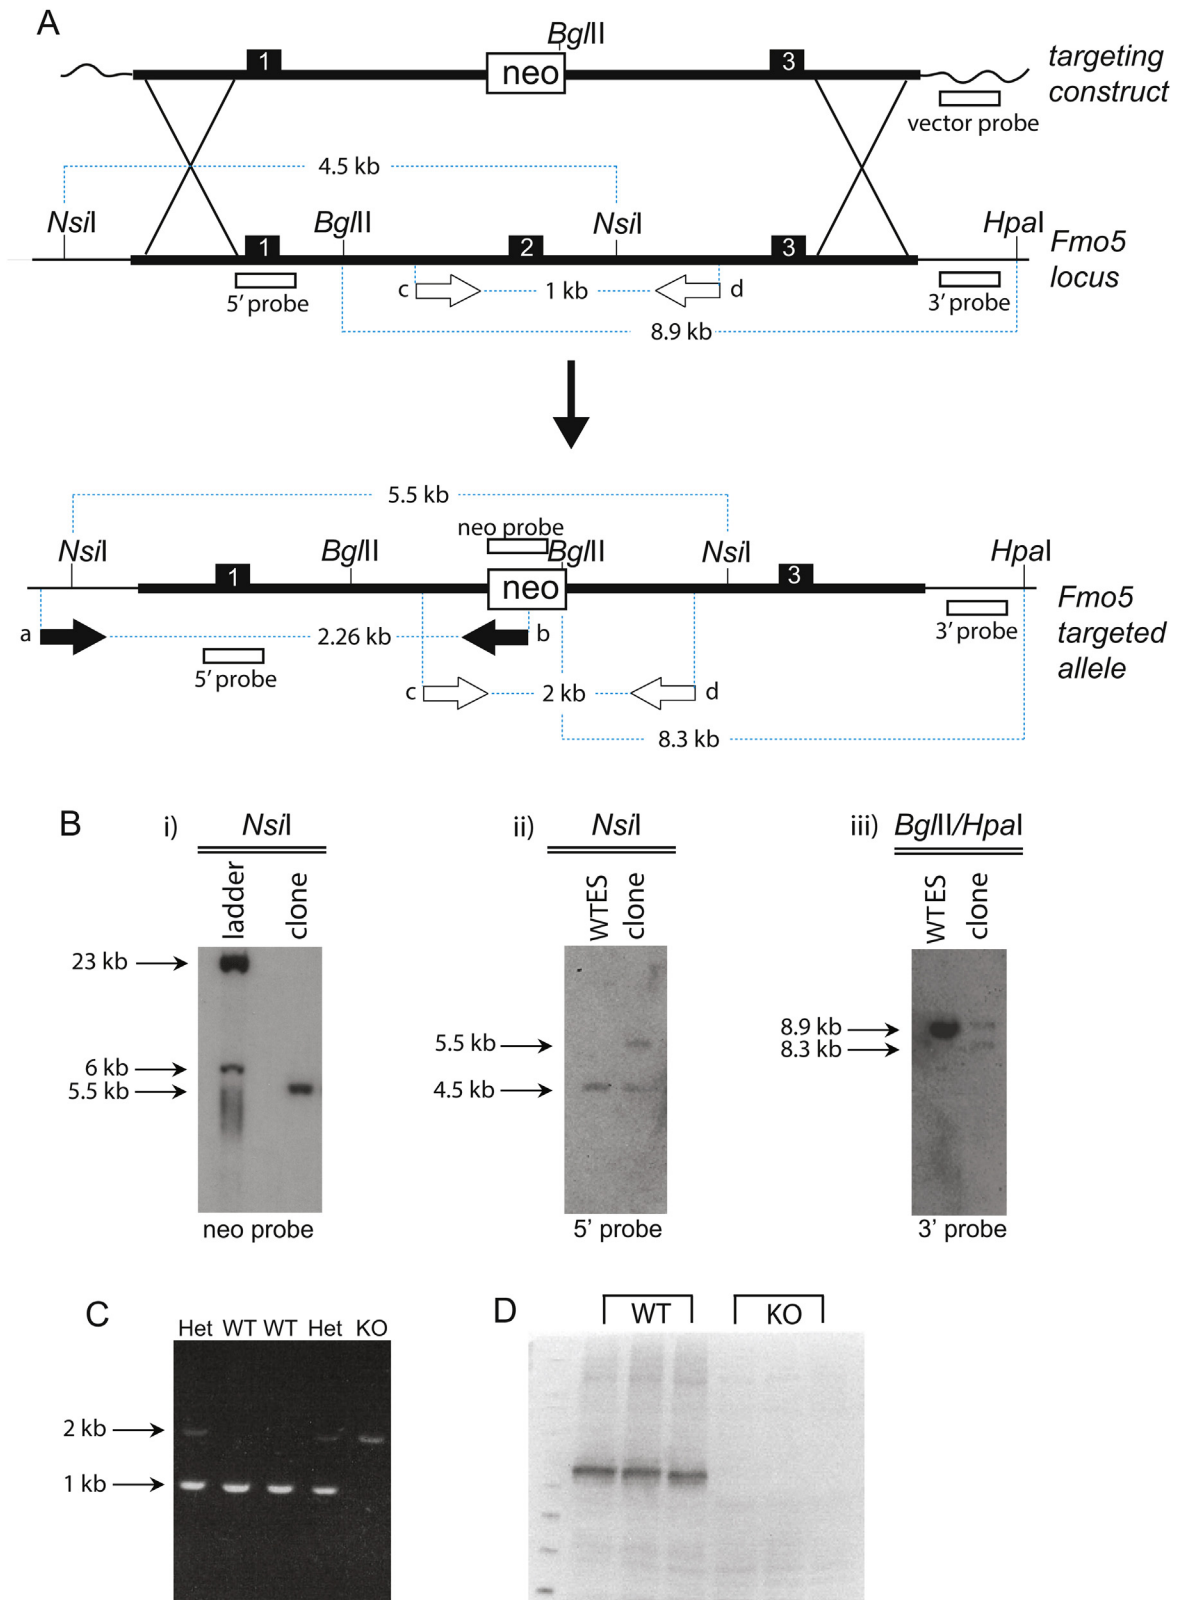 A
BglII
1
neo
3
targeting
construct
vector probe
4.5 kb
NsiI
BglII
NsiI
HpaI
1
2
3
Fmo5
locus
5' probe
c
1 kb
d
3' probe
8.9 kb
5.5 kb
neo probe
NsiI
BglII
BglII
NsiI
HpaI
1
neo
3
Fmo5
targeted
allele
a
2.26 kb
b
3' probe
5' probe
c
2 kb
d
8.3 kb
B
i)
NsiI
ladder
clone
23 kb
6 kb
5.5 kb
neo probe
ii)
NsiI
WTES
clone
5.5 kb
4.5 kb
5' probe
iii)
BglII/HpaI
WTES
clone
8.9 kb
8.3 kb
3' probe
C
Het WT WT Het KO
2 kb
1 kb
D
WT
KO